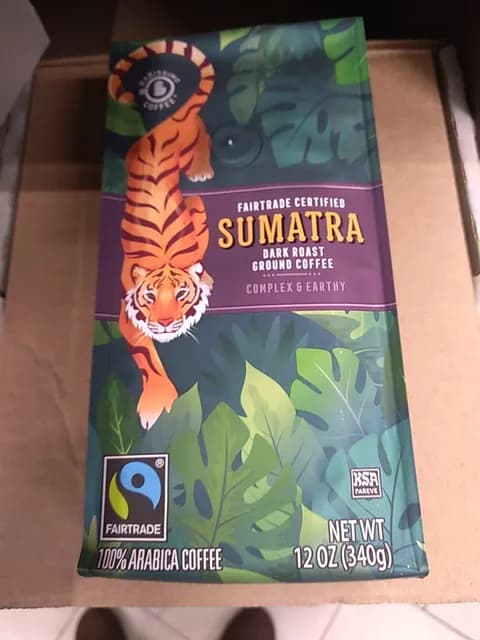 BARISSIMO
COFFEE
FAIRTRADE CERTIFIED
SUMATRA
DARK ROAST
GROUND COFFEE
COMPLEX & EARTHY
KSA
PAREVE
FAIRTRADE
®
NET WT
100% ARABICA COFFEE
12 OZ (340g)